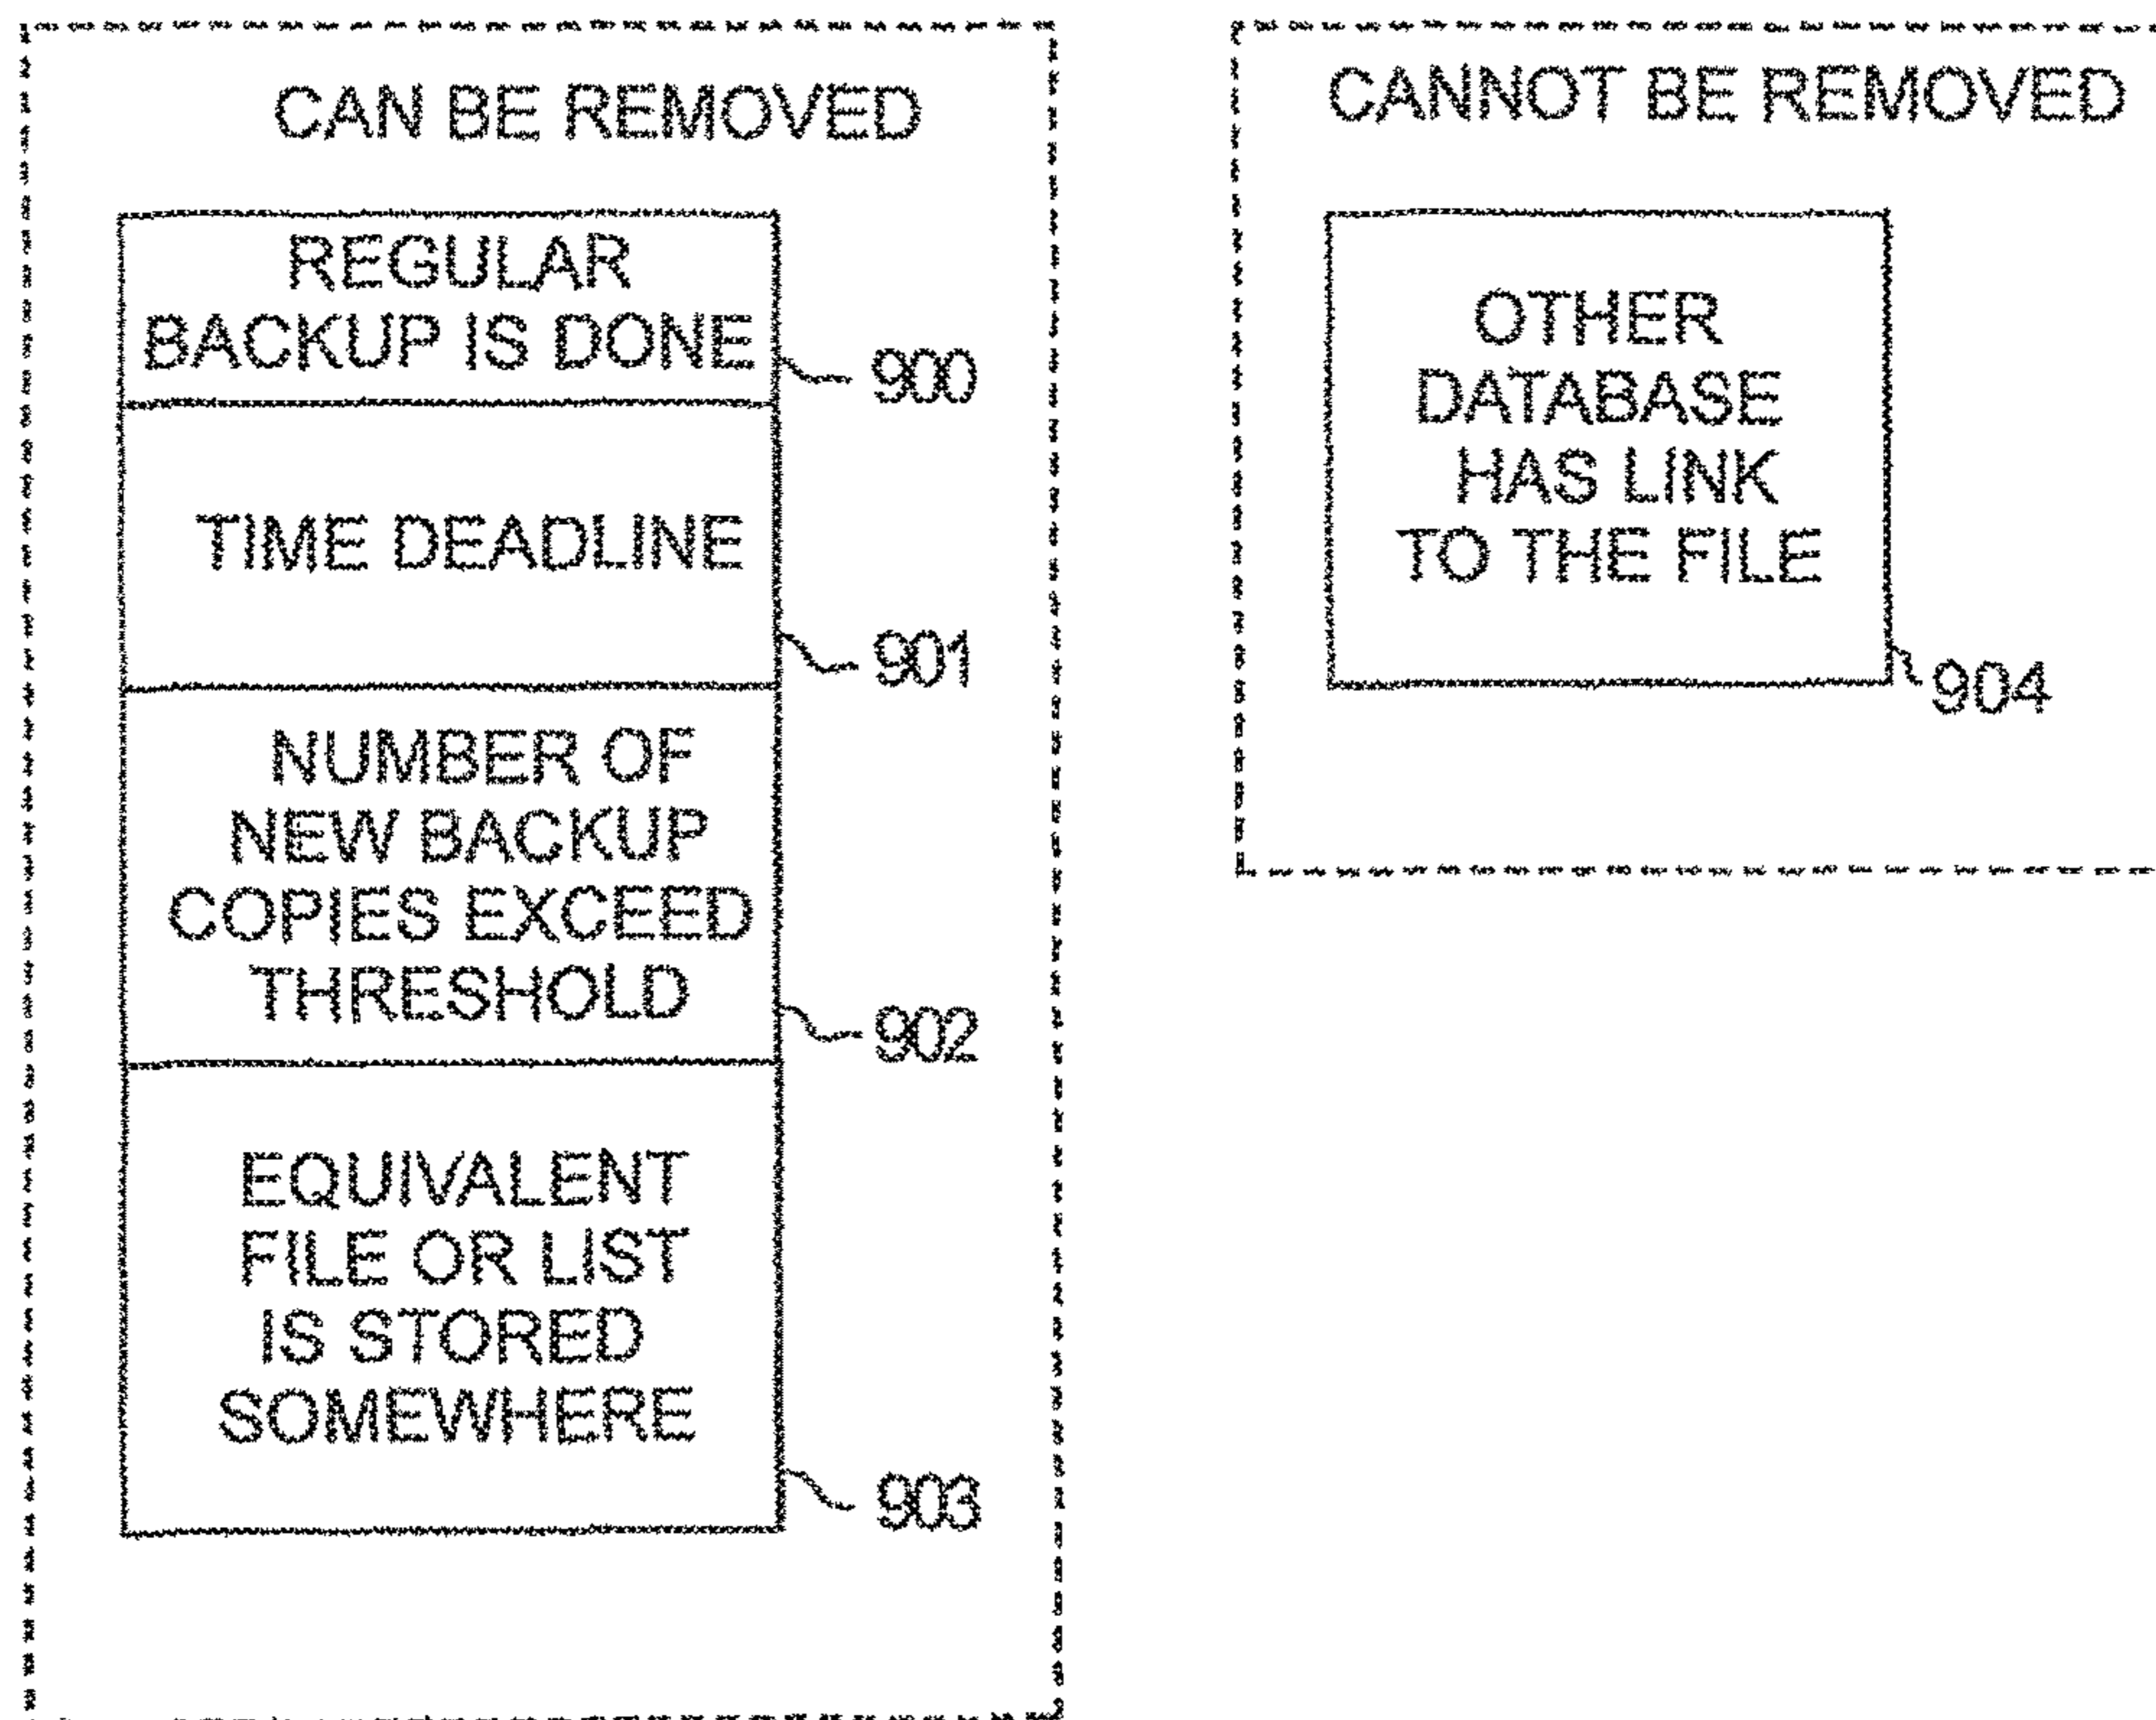 CAN BE REMOVED
REGULAR
BACKUP IS DONE
900
TIME DEADLINE
901
NUMBER OF
NEW BACKUP
COPIES EXCEED
THRESHOLD
902
EQUIVALENT
FILE OR LIST
IS STORED
SOMEWHERE
903
CANNOT BE REMOVED
OTHER
DATABASE
HAS LINK
TO THE FILE
904